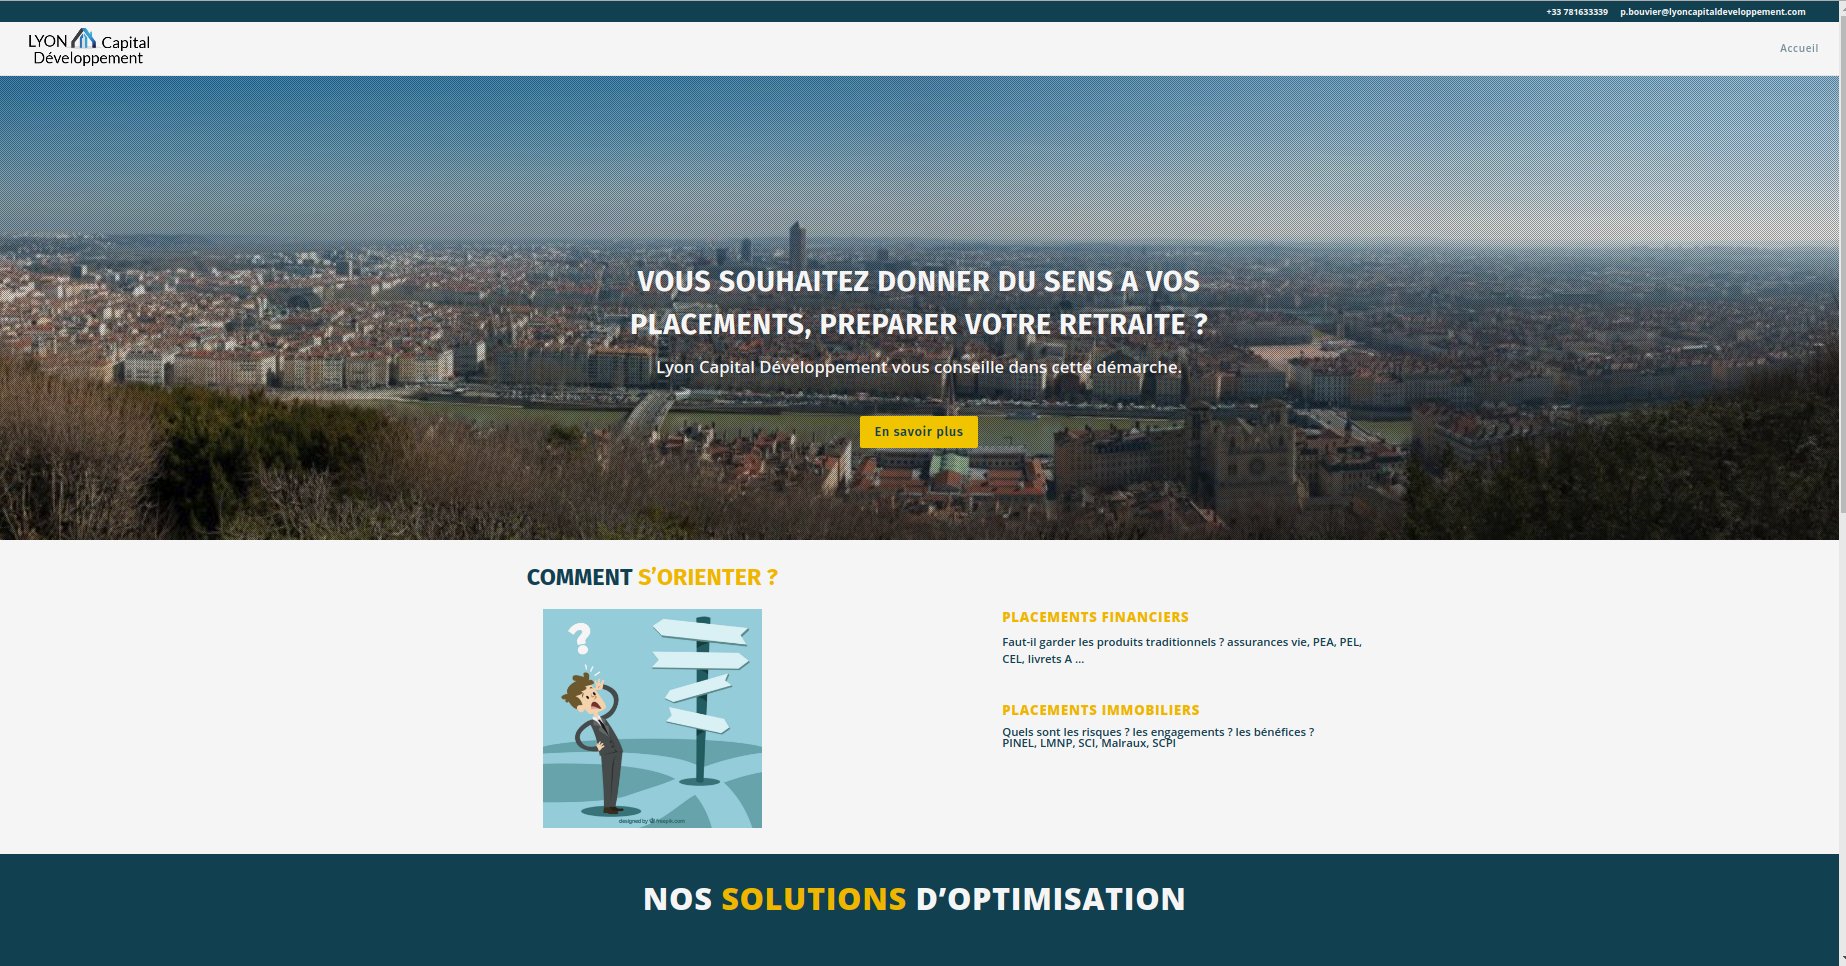 +33 781633339 p.bouvier@lyoncapitaldeveloppement.com
LYON Capital
Développement
Accueil
VOUS SOUHAITEZ DONNER DU SENS A VOS
PLACEMENTS, PREPARER VOTRE RETRAITE ?
Lyon Capital Développement vous conseille dans cette démarche.
En savoir plus
COMMENT S’ORIENTER ?
?
designed by freepik.com
PLACEMENTS FINANCIERS
Faut-il garder les produits traditionnels ? assurances vie, PEA, PEL,
CEL, livrets A ...
PLACEMENTS IMMOBILIERS
Quels sont les risques ? les engagements ? les bénéfices ?
PINEL, LMNP, SCI, Malraux, SCPI
NOS SOLUTIONS D’OPTIMISATION